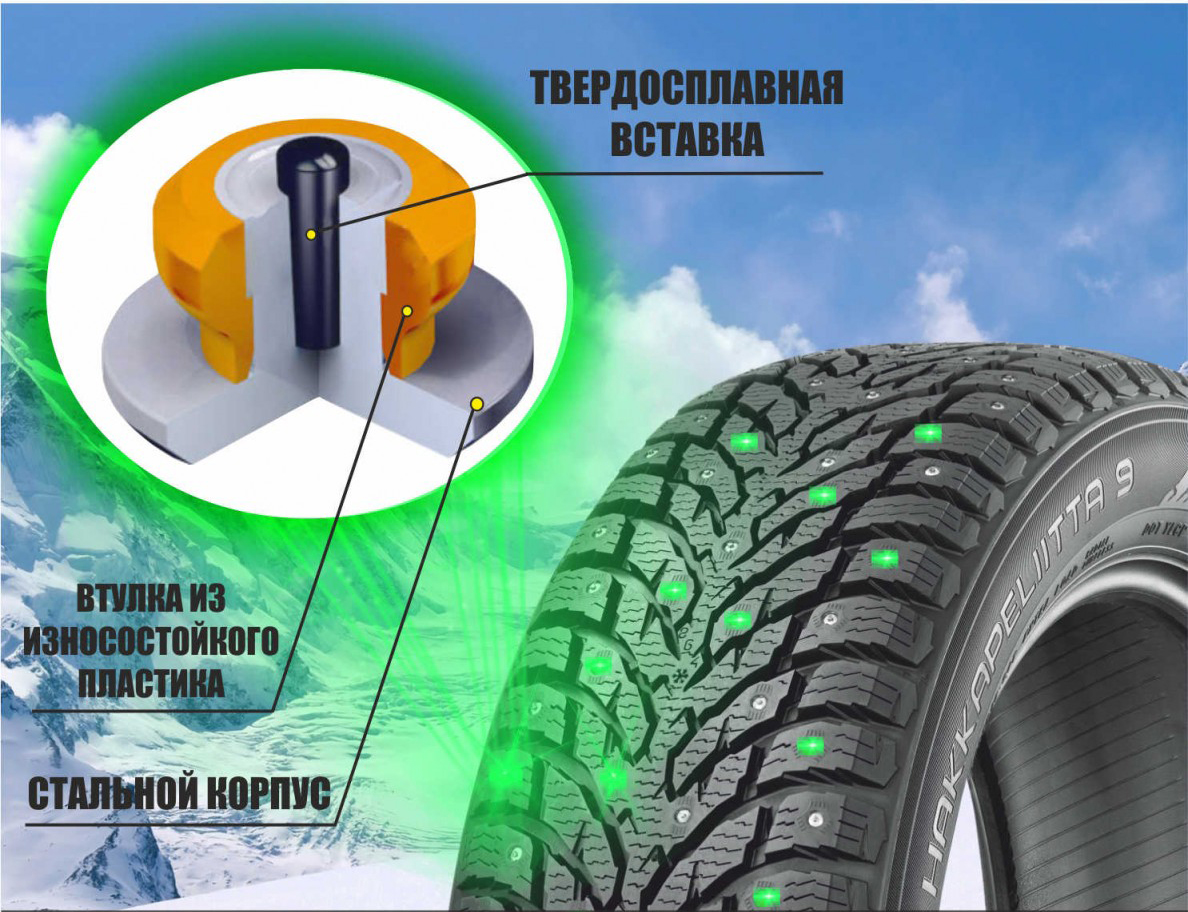 ТВЕРДОСПЛАВНАЯ
ВСТАВКА
ВТУЛКА ИЗ
ИЗНОСОСТОЙКОГО
ПЛАСТИКА
СТАЛЬНОЙ КОРПУС
HAKKAPELIITTA 9